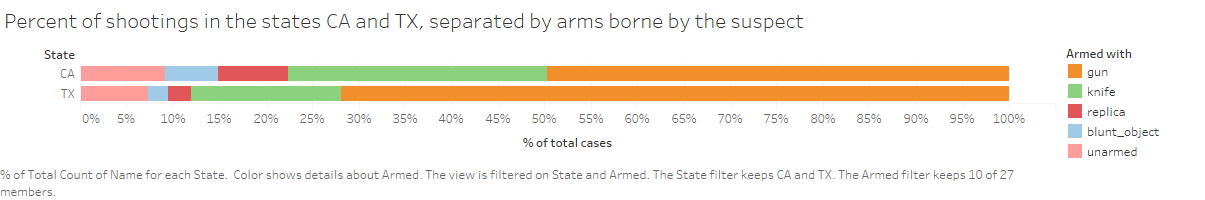 Percent of shootings in the states CA and TX, separated by arms borne by the suspect
State
CA
TX
0% 5% 10% 15% 20% 25% 30% 35% 40% 45% 50% 55% 60% 65% 70% 75% 80% 85% 90% 95% 100%
% of total cases
Armed with
gun
knife
replica
blunt_object
unarmed
% of Total Count of Name for each State.  Color shows details about Armed. The view is filtered on State and Armed. The State filter keeps CA and TX. The Armed filter keeps 10 of 27
members.